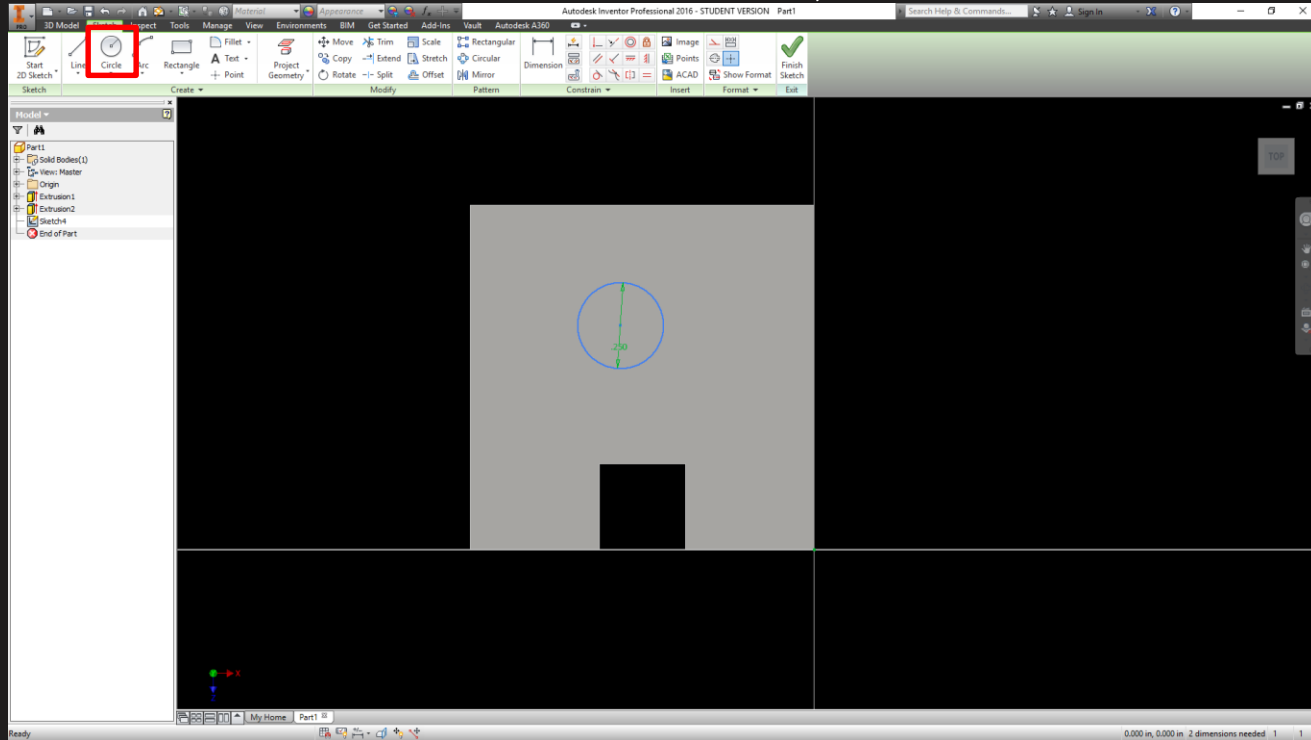 Material Appearance Autodesk Inventor Professional 2016 - STUDENT VERSION Part1 Search Help & Commands... Sign In
PRO 3D Model Sketch Inspect Tools Manage View Environments BIM Get Started Add-Ins Vault Autodesk A360
Fillet Move Trim Scale Rectangular Image
Start 2D Sketch Line Circle Arc Rectangle A Text Project Geometry Copy Extend Stretch Circular Dimension Points Finish Sketch
Point Rotate Split Offset Mirror ACAD Show Format
Sketch Create Modify Pattern Constrain Insert Format Exit
Model
TOP
Part1
Solid Bodies(1)
View: Master
Origin
Extrusion1
Extrusion2
Sketch4
End of Part
.250
X
My Home Part1
Ready 0.000 in, 0.000 in 2 dimensions needed 1 1